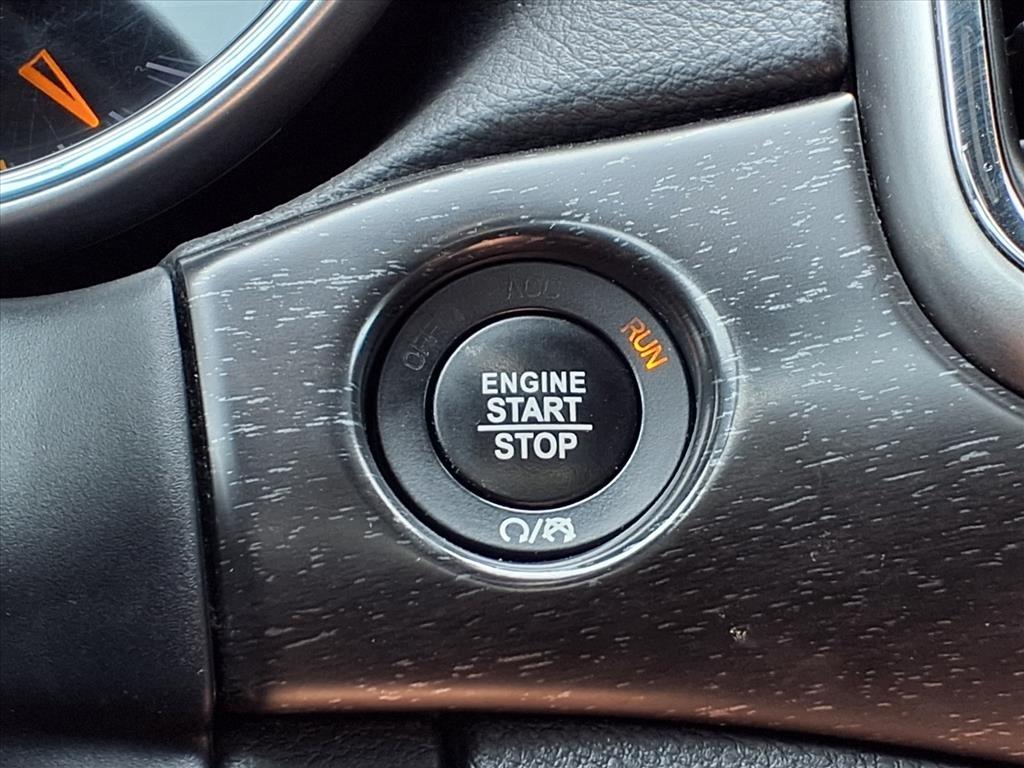 ACC
OFF
RUN
ENGINE
START
STOP